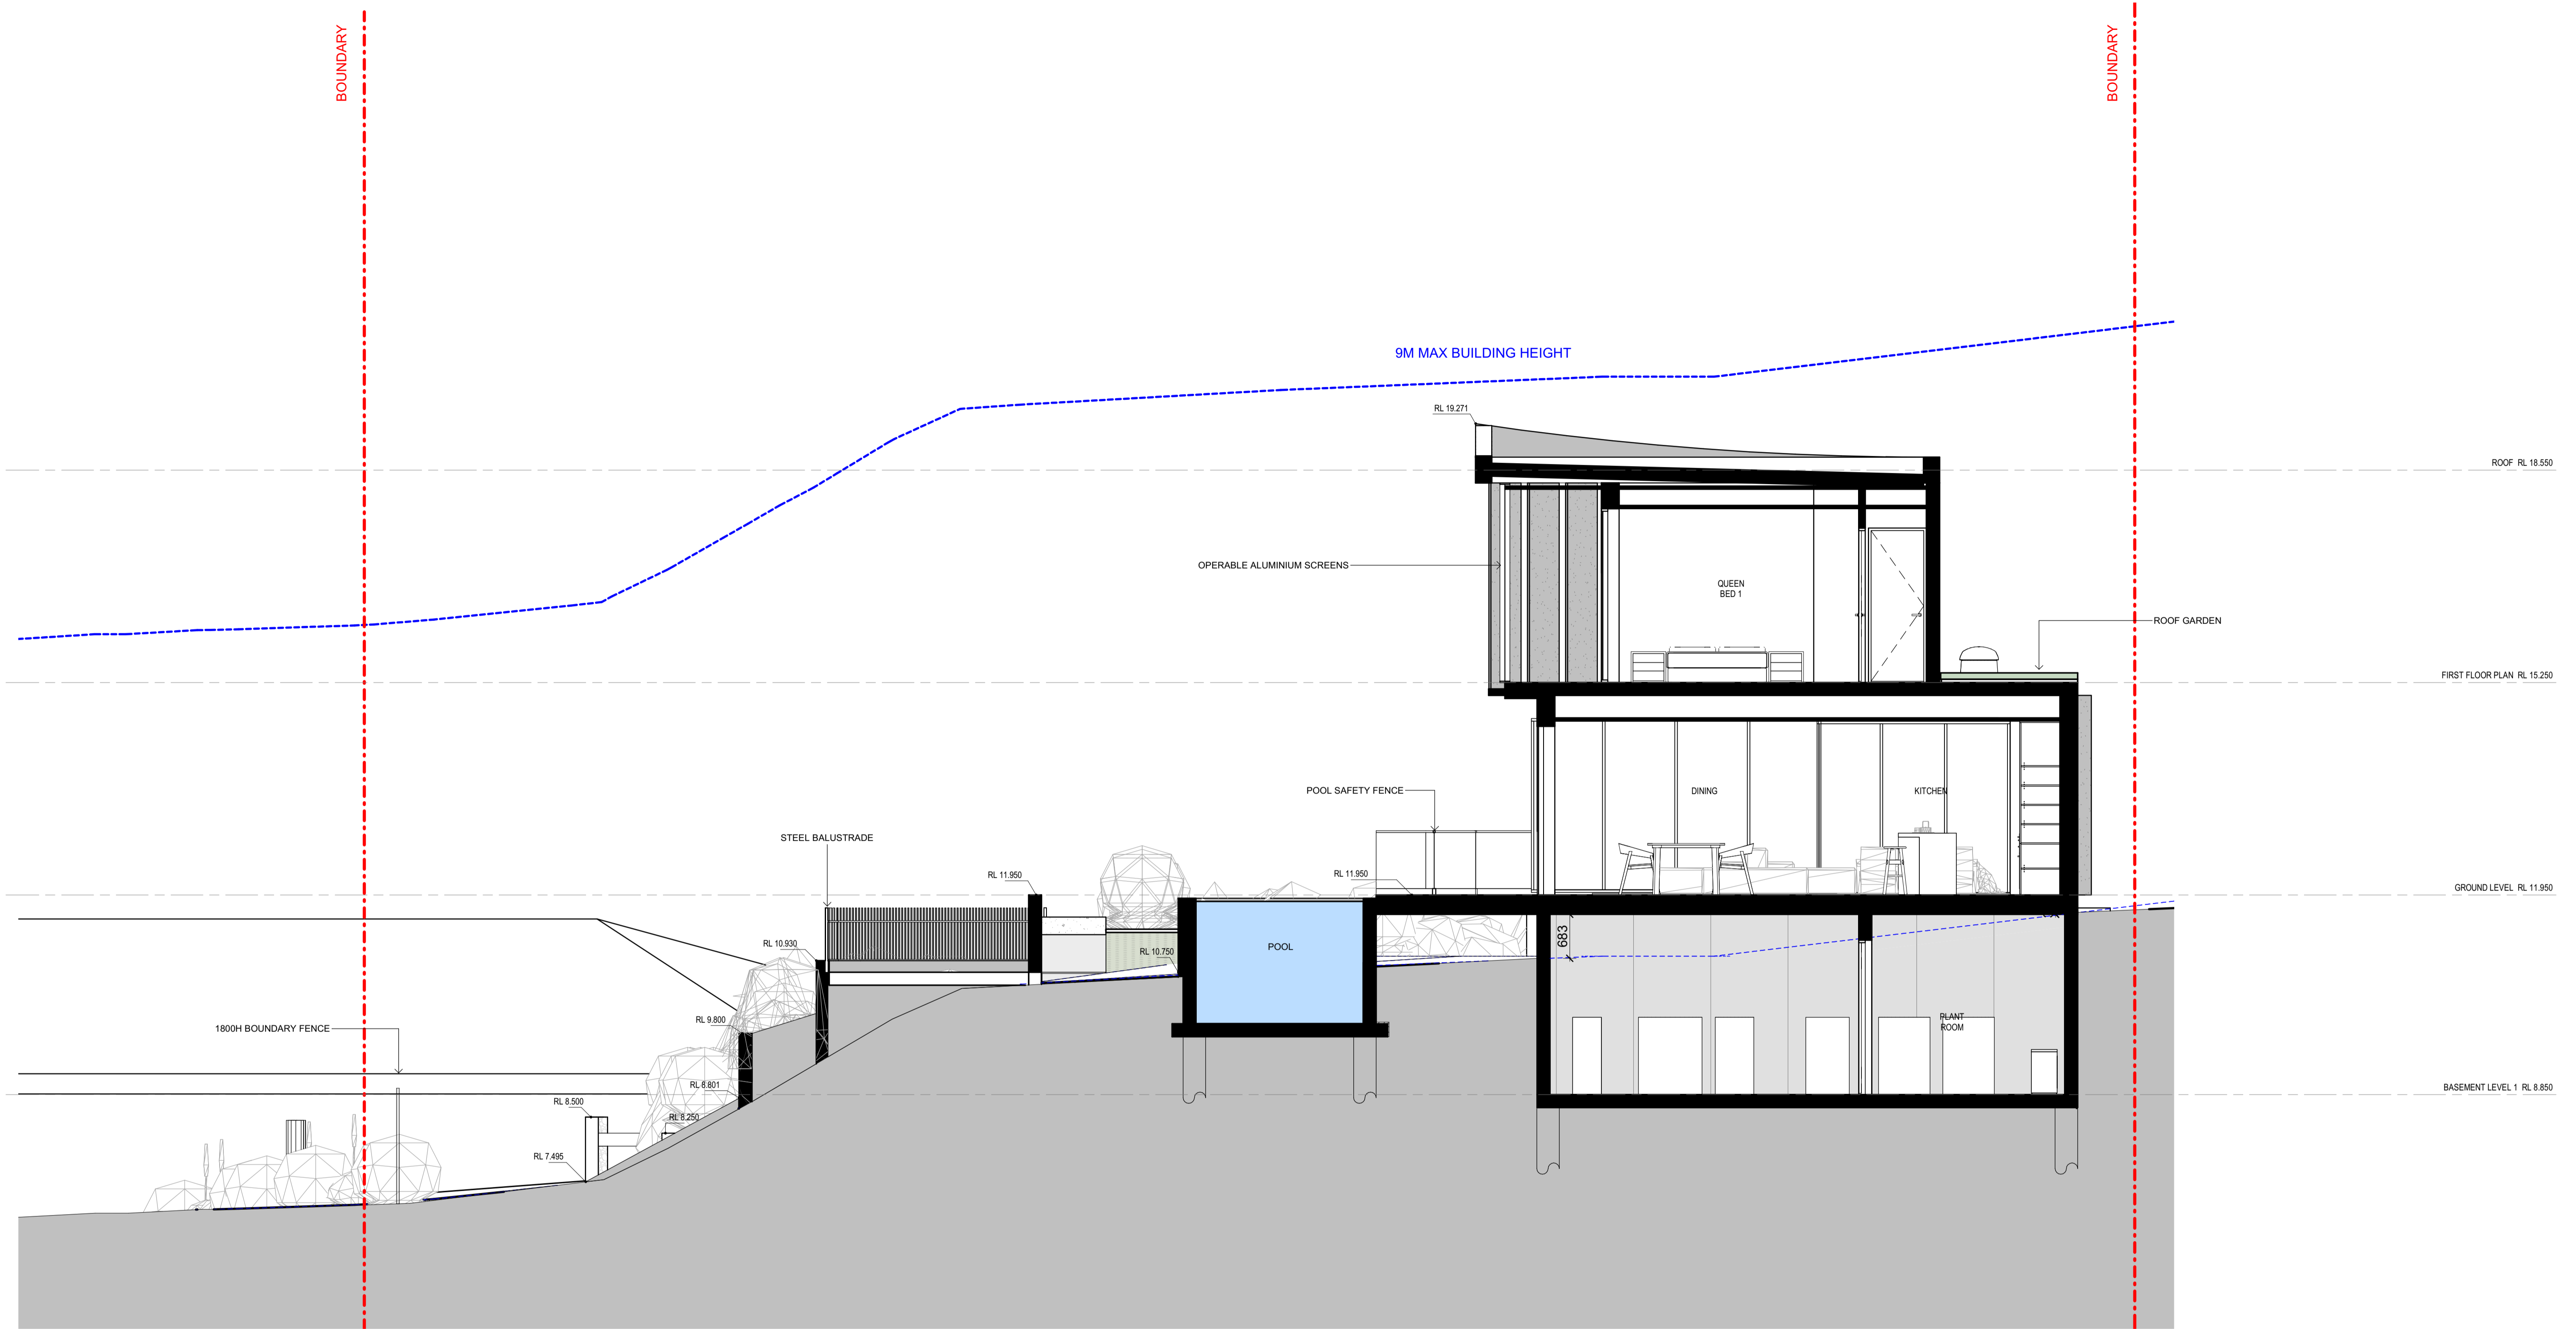 BOUNDARY
BOUNDARY
9M MAX BUILDING HEIGHT
RL 19.271
ROOF RL 18.550
OPERABLE ALUMINIUM SCREENS
QUEEN
BED 1
ROOF GARDEN
FIRST FLOOR PLAN RL 15.250
POOL SAFETY FENCE
DINING
KITCHEN
STEEL BALUSTRADE
RL 11.950
RL 11.950
GROUND LEVEL RL 11.950
RL 10.930
RL 10.750
POOL
683
1800H BOUNDARY FENCE
RL 9.800
PLANT
ROOM
RL 8.801
BASEMENT LEVEL 1 RL 8.850
RL 8.500
RL 8.250
RL 7.495